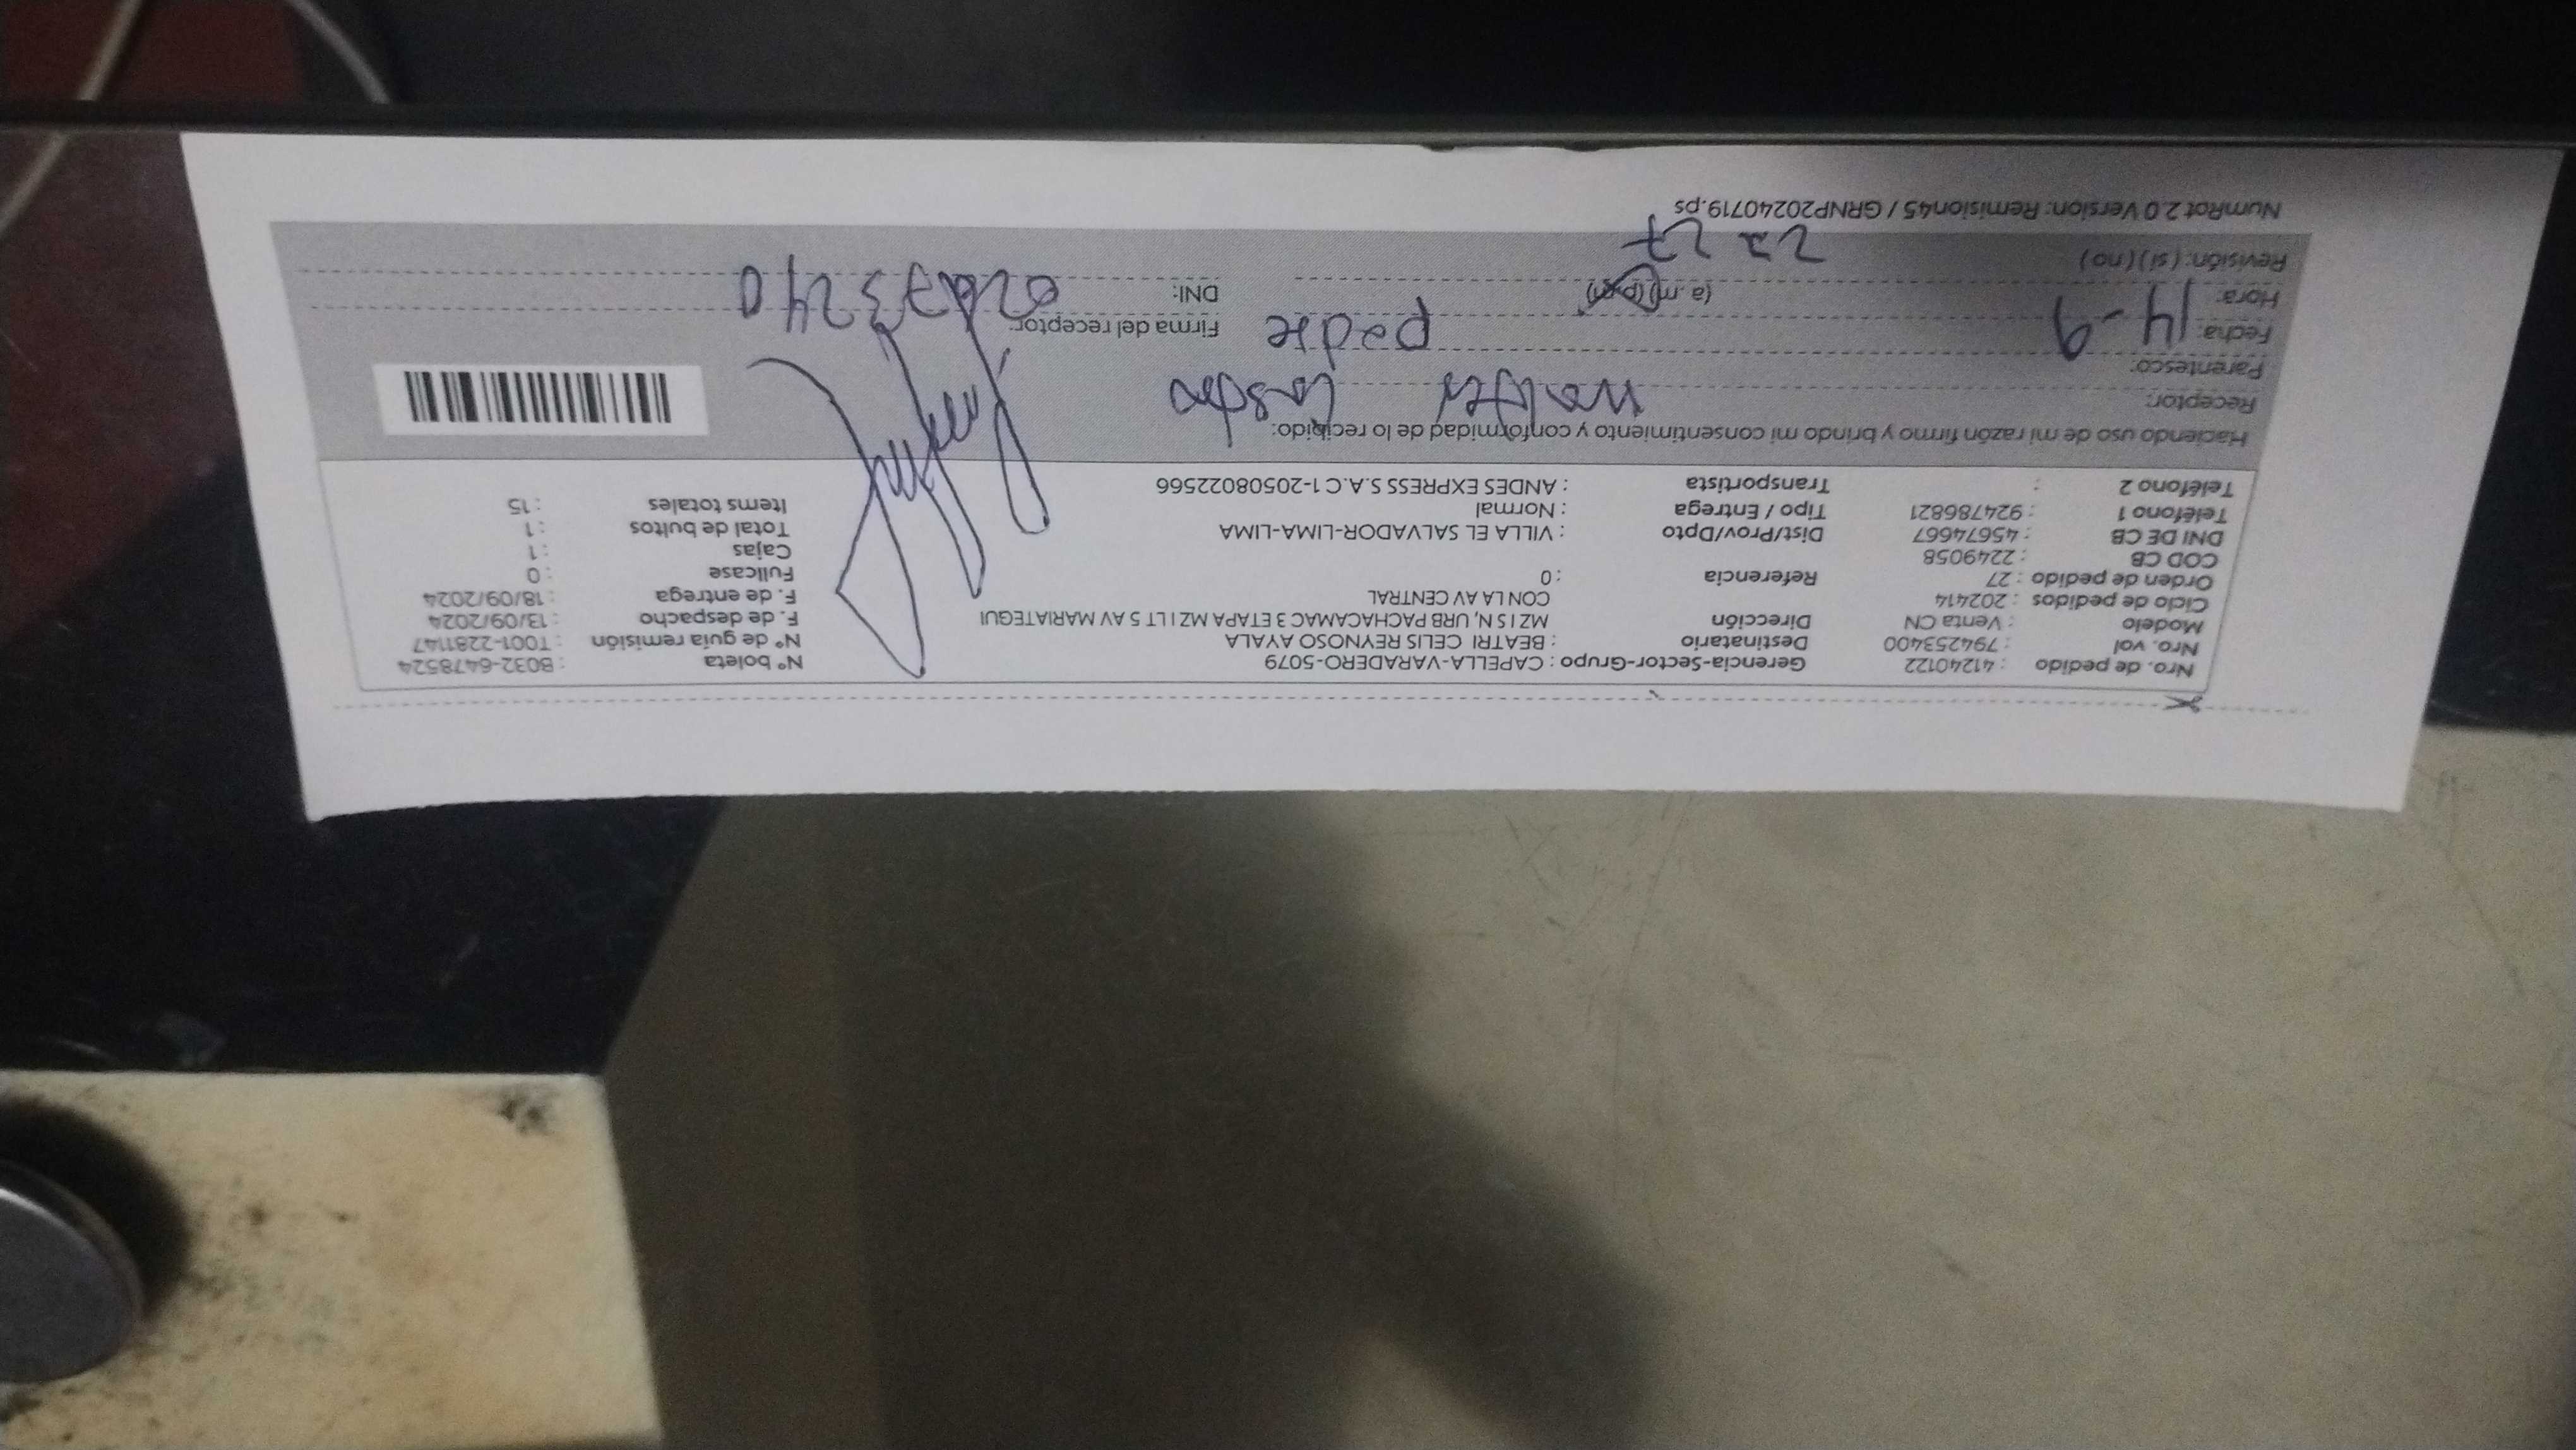 Nro. de pedido : 41240122 Gerencia-Sector-Grupo : CAPELLA-VARADERO-5079 N° boleta : B032-6478524
Nro. vol : 794253400 Destinatario : BEATRI CELIS REYNOSO AYALA N° de guía remisión : T001-2281147
Modelo : Venta CN Dirección MZ I S N, URB PACHACAMAC 3 ETAPA MZ I LT 5 AV MARIATEGUI F. de despacho : 13/09/2024
Ciclo de pedidos : 202414 CON LA AV CENTRAL F. de entrega : 18/09/2024
Orden de pedido : 27 Referencia : 0 Fullcase : 0
COD CB : 2249058 Cajas : 1
DNI DE CB : 45674667 Dist/Prov/Dpto : VILLA EL SALVADOR-LIMA-LIMA Total de bultos : 1
Teléfono 1 : 924786821 Tipo / Entrega : Normal Items totales : 15
Teléfono 2 : Transportista : ANDES EXPRESS S.A.C 1-20508022566
Haciendo uso de mi razón firmo y brindo mi consentimiento y conformidad de lo recibido:
Receptor: Walter
Parentesco: padre
Fecha: 14-9 Firma del receptor:
Hora: (a.m) (p.m) DNI:
Revisión: (si) (no)
NumRot 2.0 Version: Remision45 / GRNP20240719.ps